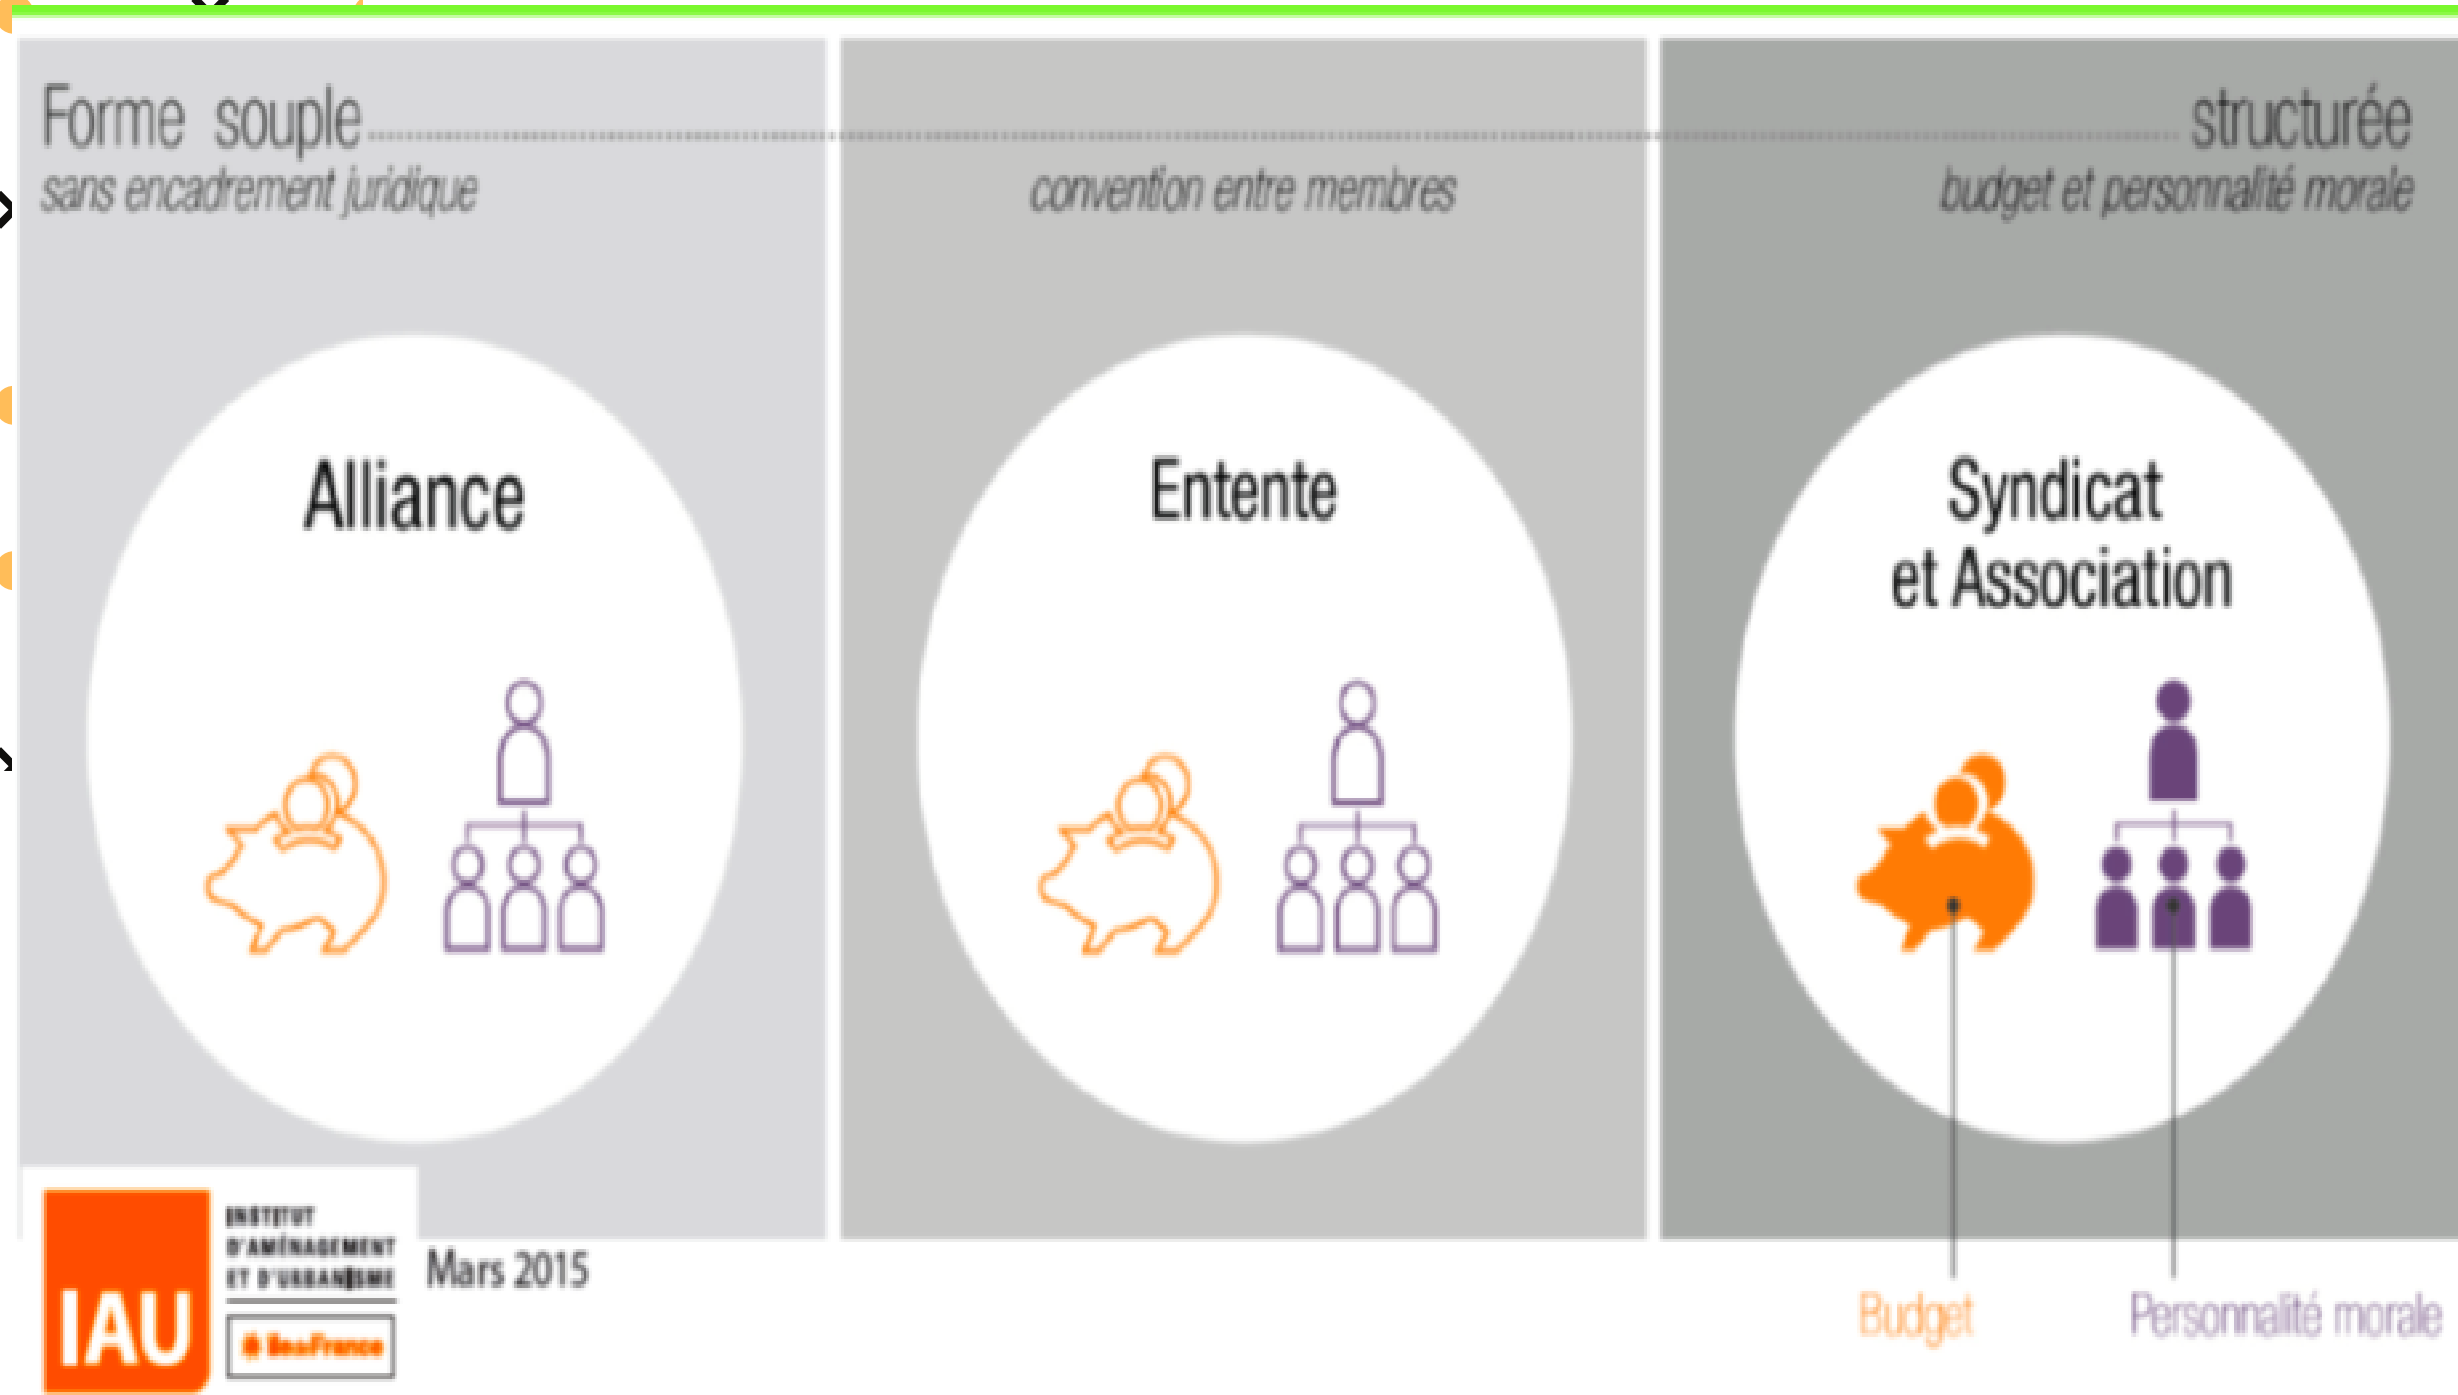 Forme souple structurée
sans encadrement juridique convention entre membres budget et personnalité morale
Alliance
Entente
Syndicat
et Association
INSTITUT
D'AMÉNAGEMENT
ET D'URBANISME
IAU
îledeFrance
Mars 2015
Budget
Personnalité morale